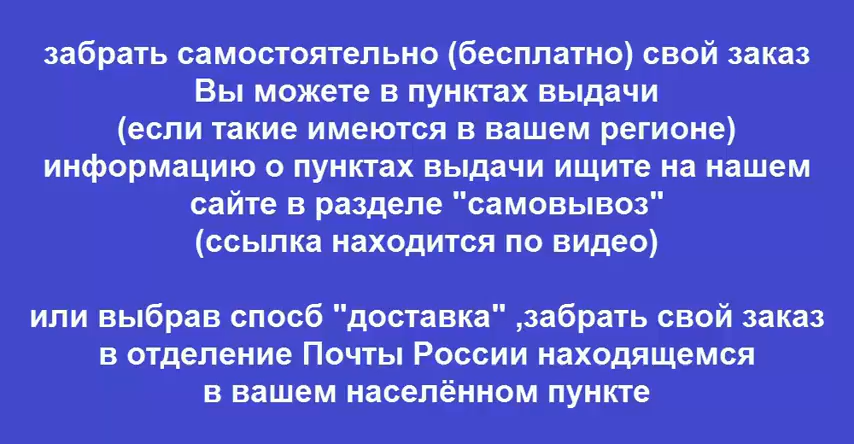 забрать самостоятельно (бесплатно) свой заказ
Вы можете в пунктах выдачи
(если такие имеются в вашем регионе)
информацию о пунктах выдачи ищите на нашем
сайте в разделе "самовывоз"
(ссылка находится по видео)
или выбрав спосб "доставка" ,забрать свой заказ
в отделение Почты России находящемся
в вашем населённом пункте